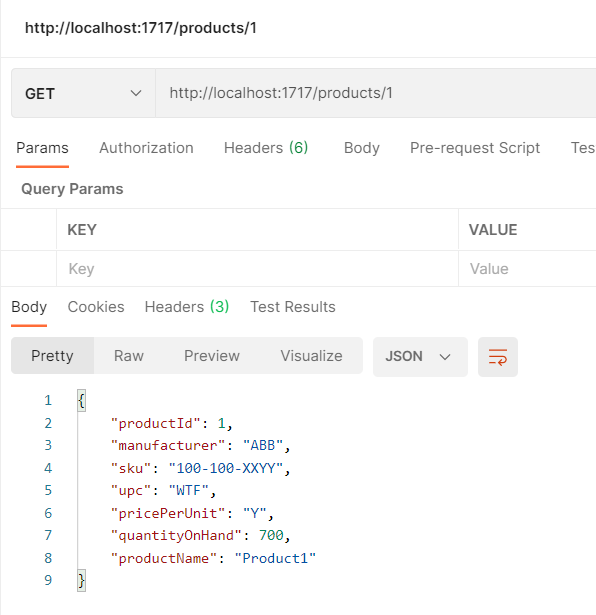 http://localhost:1717/products/1
GET http://localhost:1717/products/1
Params Authorization Headers (6) Body Pre-request Script Tes
Query Params
KEY VALUE
Key Value
Body Cookies Headers (3) Test Results
Pretty Raw Preview Visualize JSON
1 {
2 "productId": 1,
3 "manufacturer": "ABB",
4 "sku": "100-100-XXYY",
5 "upc": "WTF",
6 "pricePerUnit": "Y",
7 "quantityOnHand": 700,
8 "productName": "Product1"
9 }